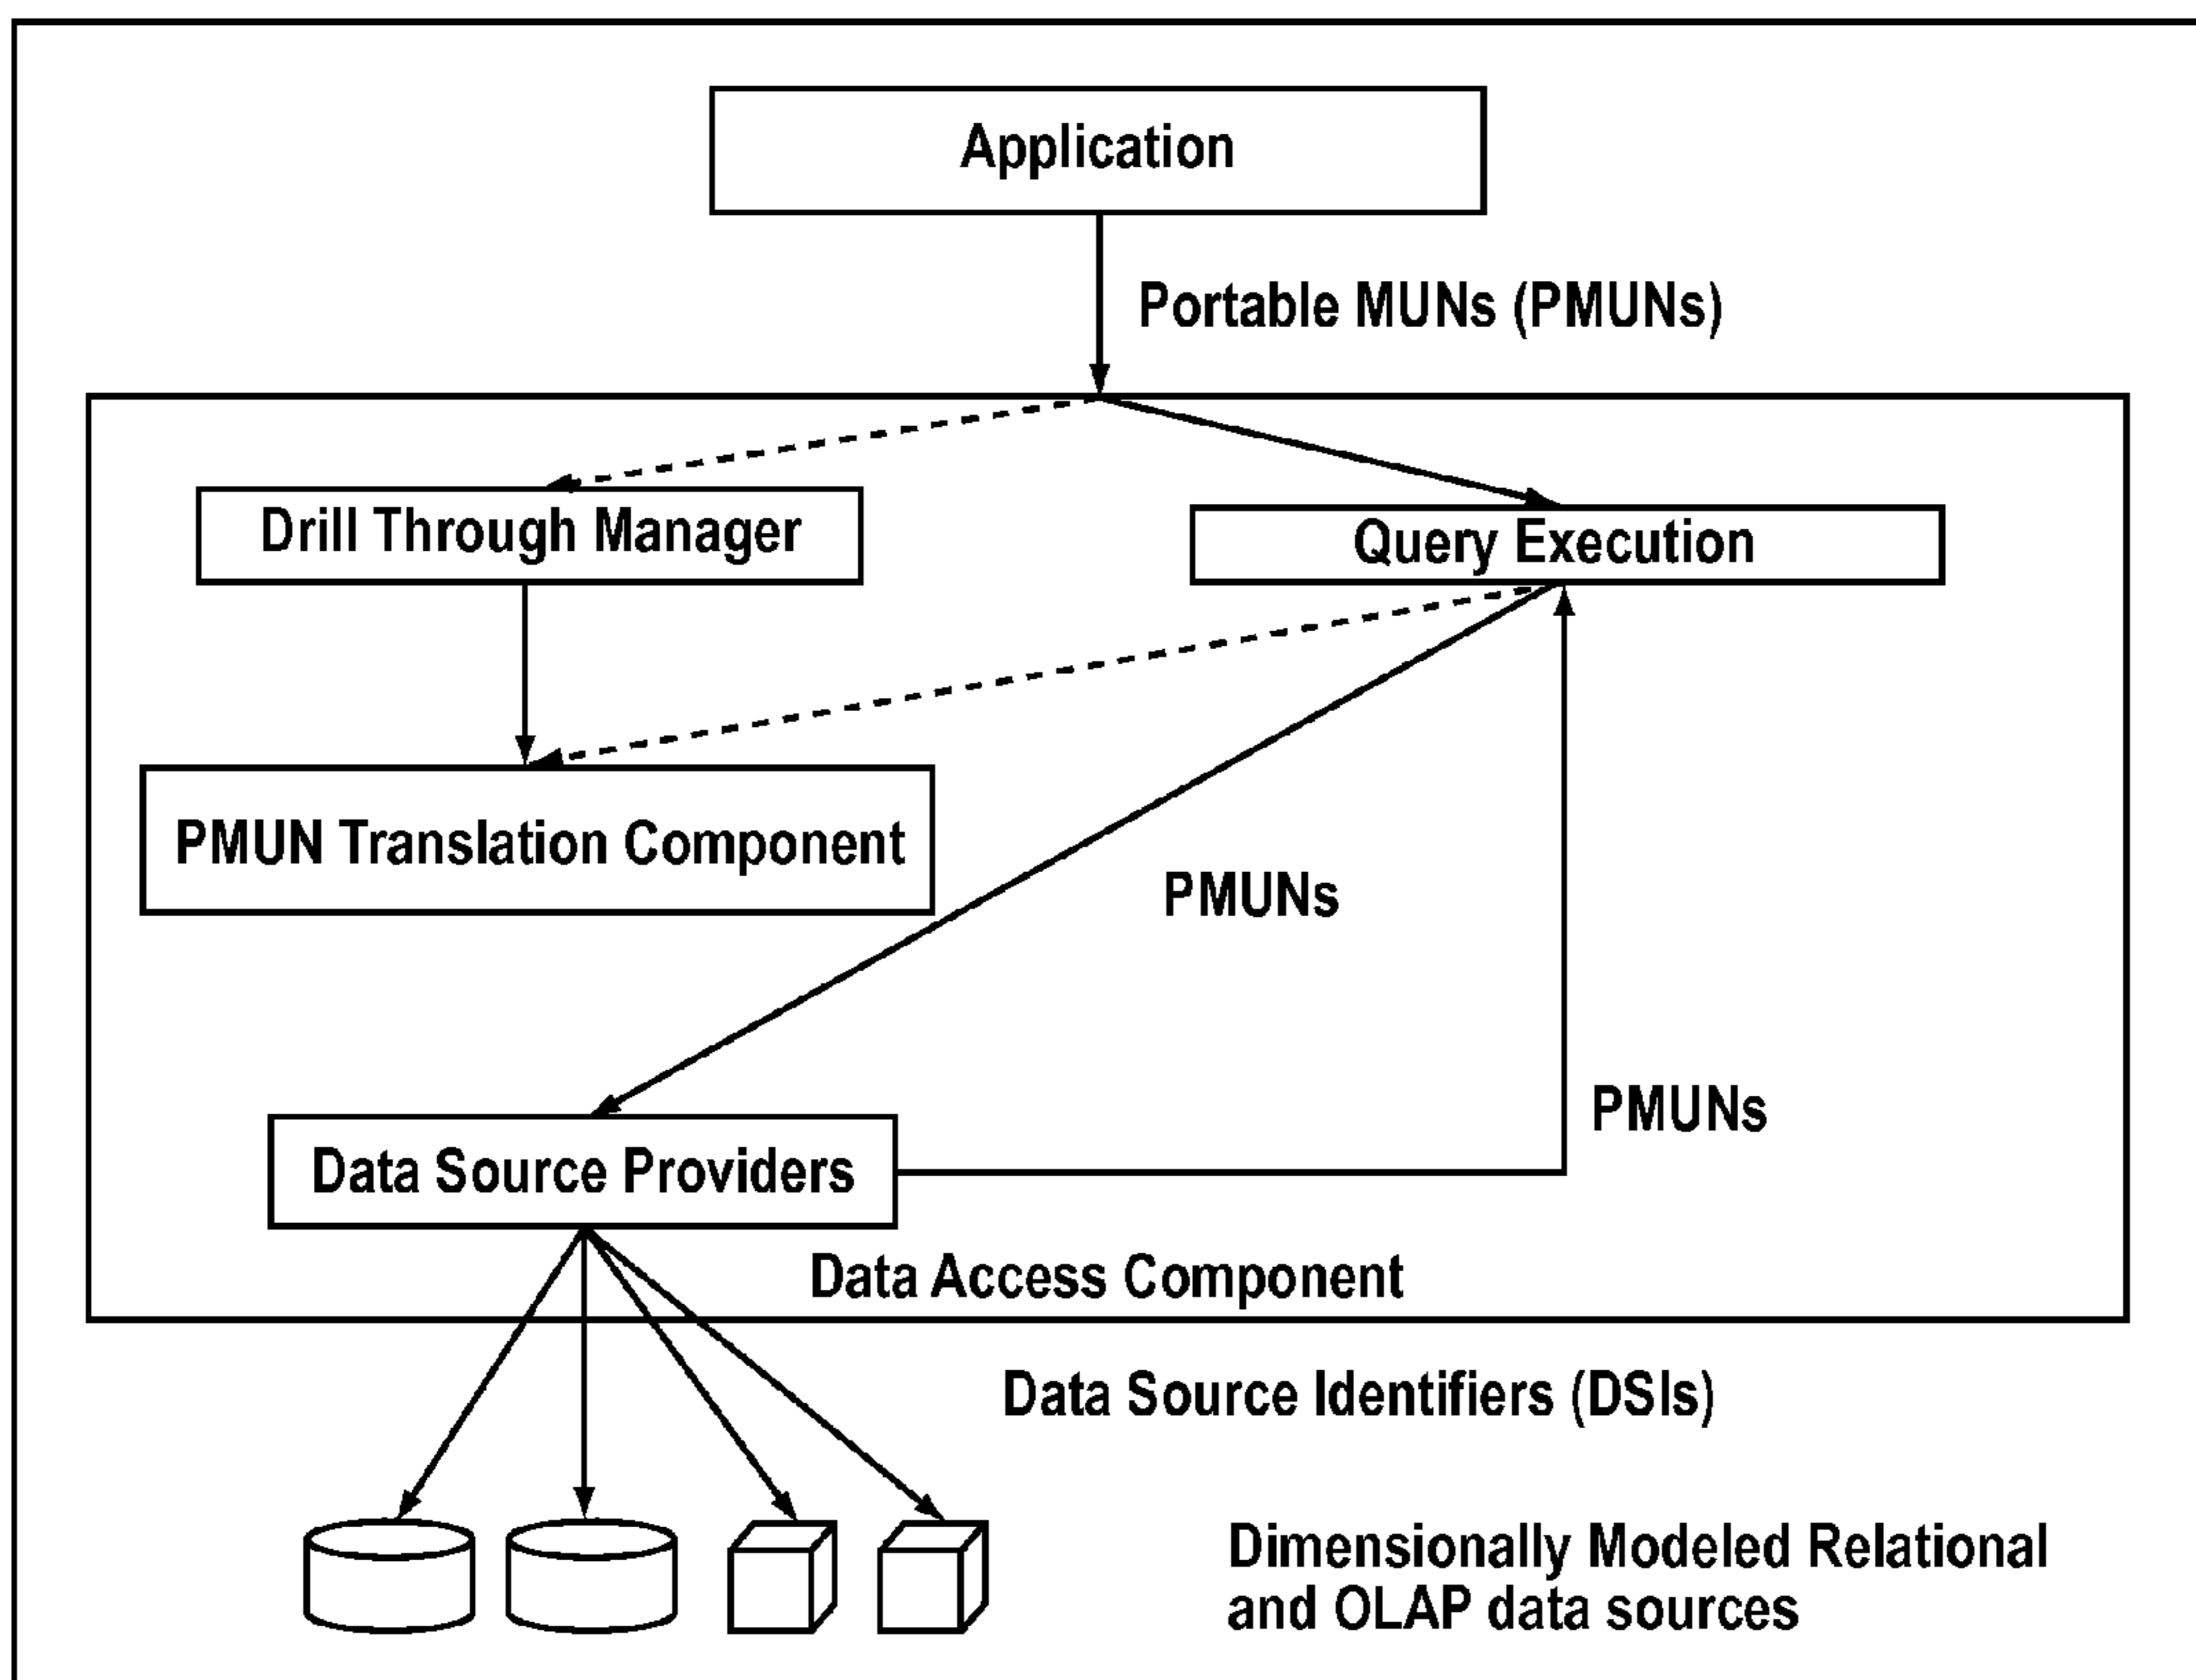 Application
Portable MUNs (PMUNs)
Drill Through Manager
Query Execution
PMUN Translation Component
PMUNs
PMUNs
Data Source Providers
Data Access Component
Data Source Identifiers (DSIs)
Dimensionally Modeled Relational
and OLAP data sources